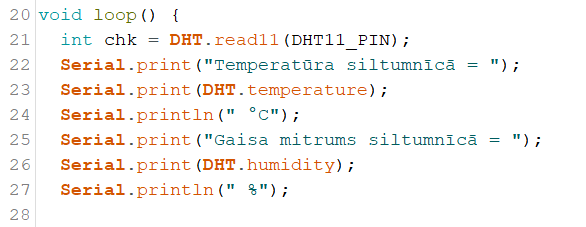 20 void loop() {
21 int chk = DHT.read11(DHT11_PIN);
22 Serial.print("Temperatūra siltumnīcā = ");
23 Serial.print(DHT.temperature);
24 Serial.println(" °C");
25 Serial.print("Gaisa mitrums siltumnīcā = ");
26 Serial.print(DHT.humidity);
27 Serial.println(" %");
28